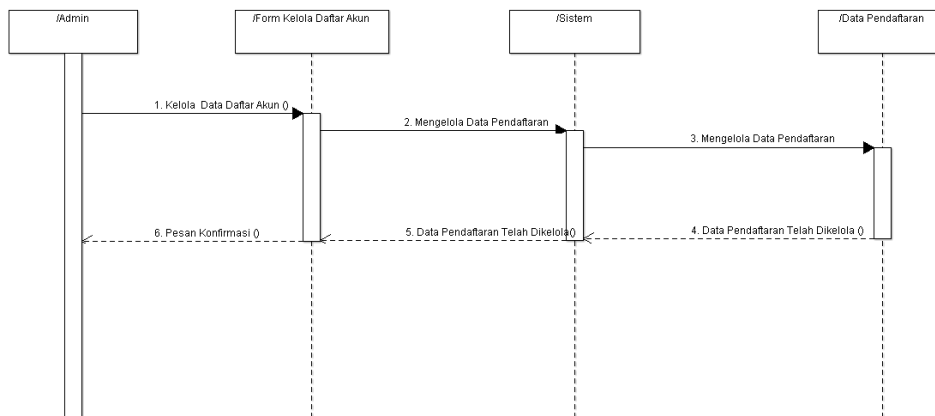 /Admin
/Form Kelola Daftar Akun
/Sistem
/Data Pendaftaran
1. Kelola Data Daftar Akun ()
2. Mengelola Data Pendaftaran
3. Mengelola Data Pendaftaran
4. Data Pendaftaran Telah Dikelola ()
5. Data Pendaftaran Telah Dikelola()
6. Pesan Konfirmasi ()